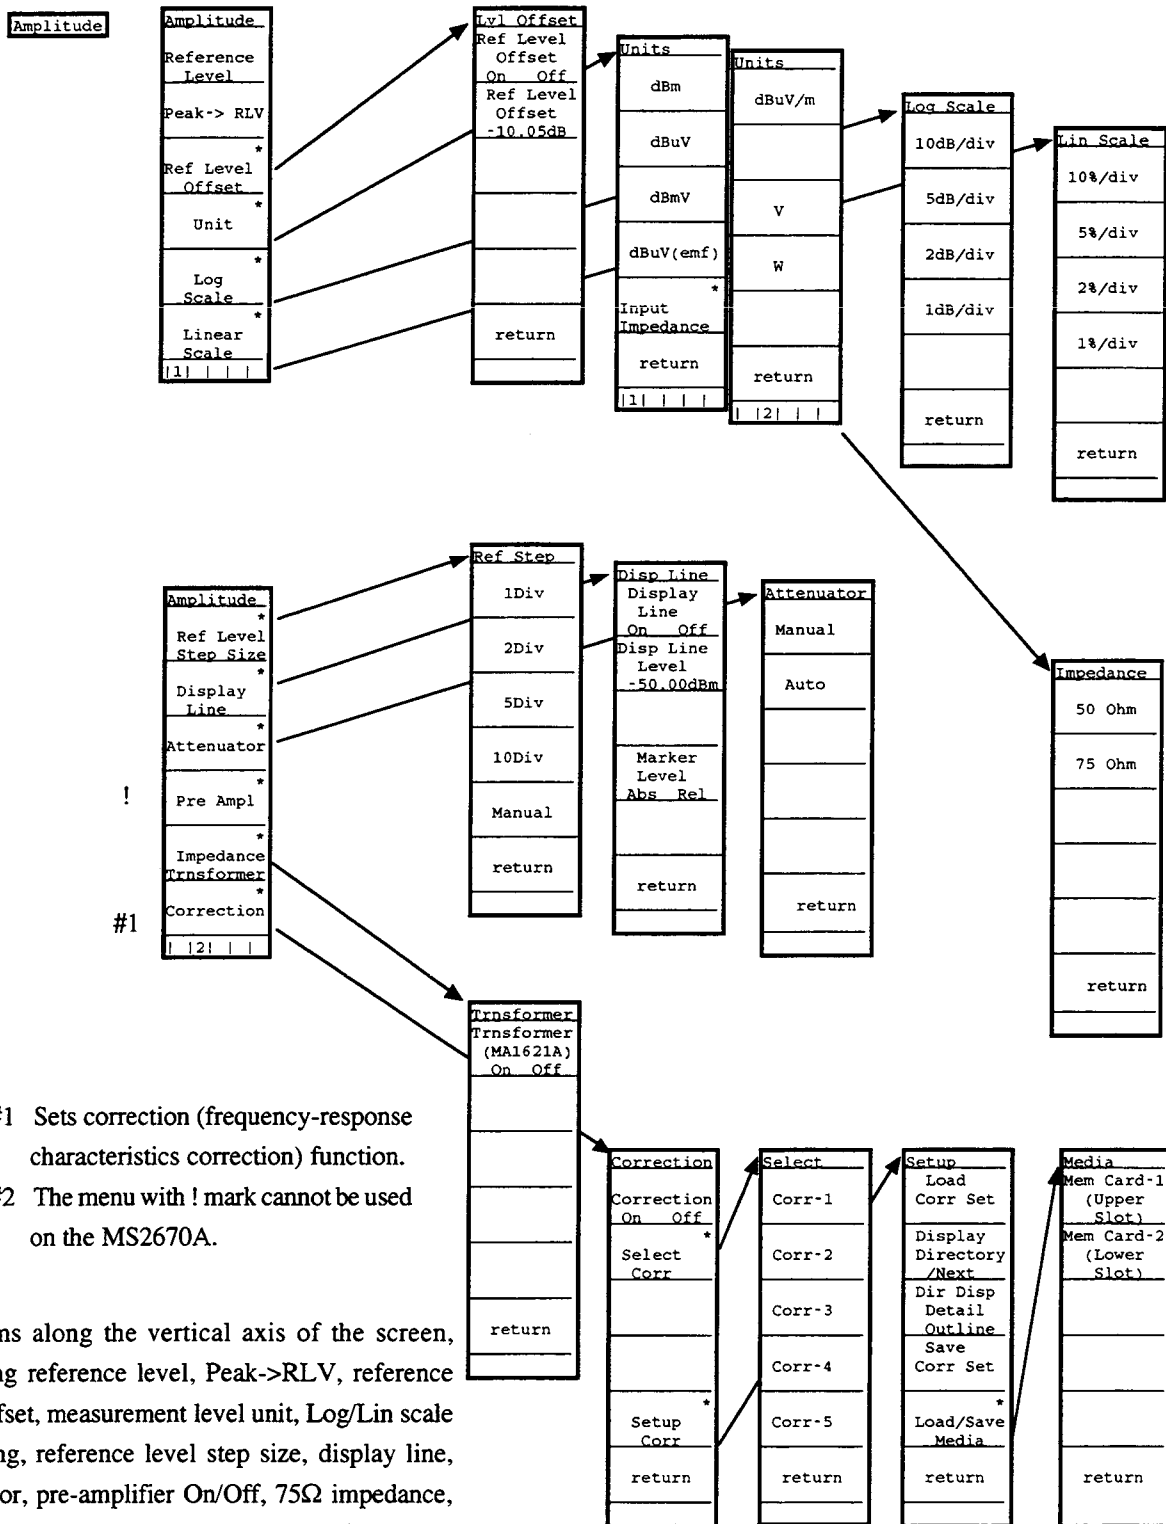 Amplitude
Amplitude
Reference
Level
Peak-> RLV
*
Ref Level
Offset
*
Unit
*
Log
Scale
*
Linear
Scale
|1| | | |
Lvl Offset
Ref Level
Offset
On Off
Ref Level
Offset
-10.05dB
return
Units
dBm
dBuV
dBmV
dBuV(emf)
*
Input
Impedance
return
|1| | | |
Units
dBuV/m
V
W
return
| |2| | |
Log Scale
10dB/div
5dB/div
2dB/div
1dB/div
return
Lin Scale
10%/div
5%/div
2%/div
1%/div
return
Amplitude
*
Ref Level
Step Size
*
Display
Line
*
Attenuator
*
! Pre Ampl
*
Impedance
Trnsformer
*
#1 Correction
| |2| | |
Ref Step
1Div
2Div
5Div
10Div
Manual
return
Disp Line
Display
Line
On Off
Disp Line
Level
-50.00dBm
Marker
Level
Abs Rel
return
Attenuator
Manual
Auto
return
Impedance
50 Ohm
75 Ohm
return
Trnsformer
Trnsformer
(MA1621A)
On Off
return
Correction
Correction
On Off
*
Select
Corr
*
Setup
Corr
return
Select
Corr-1
Corr-2
Corr-3
Corr-4
Corr-5
return
Setup
Load
Corr Set
Display
Directory
/Next
Dir Disp
Detail
Outline
Save
Corr Set
*
Load/Save
Media
return
Media
Mem Card-1
(Upper
Slot)
Mem Card-2
(Lower
Slot)
return
#1 Sets correction (frequency-response
characteristics correction) function.
#2 The menu with ! mark cannot be used
on the MS2670A.
ns along the vertical axis of the screen,
ng reference level, Peak->RLV, reference
fset, measurement level unit, Log/Lin scale
ng, reference level step size, display line,
or, pre-amplifier On/Off, 75Ω impedance,